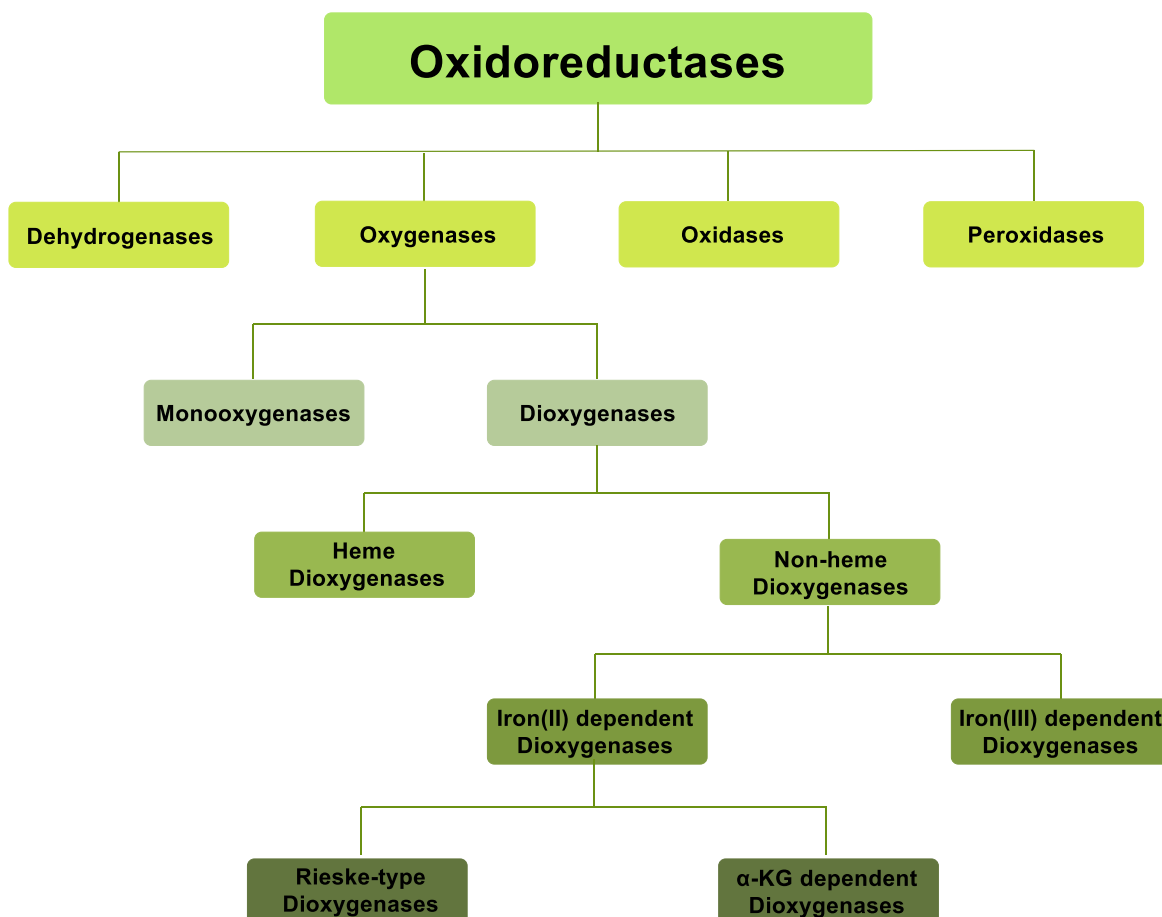 Oxidoreductases
Dehydrogenases
Oxygenases
Oxidases
Peroxidases
Monooxygenases
Dioxygenases
Heme
Dioxygenases
Non-heme
Dioxygenases
Iron(II) dependent
Dioxygenases
Iron(III) dependent
Dioxygenases
Rieske-type
Dioxygenases
α-KG dependent
Dioxygenases